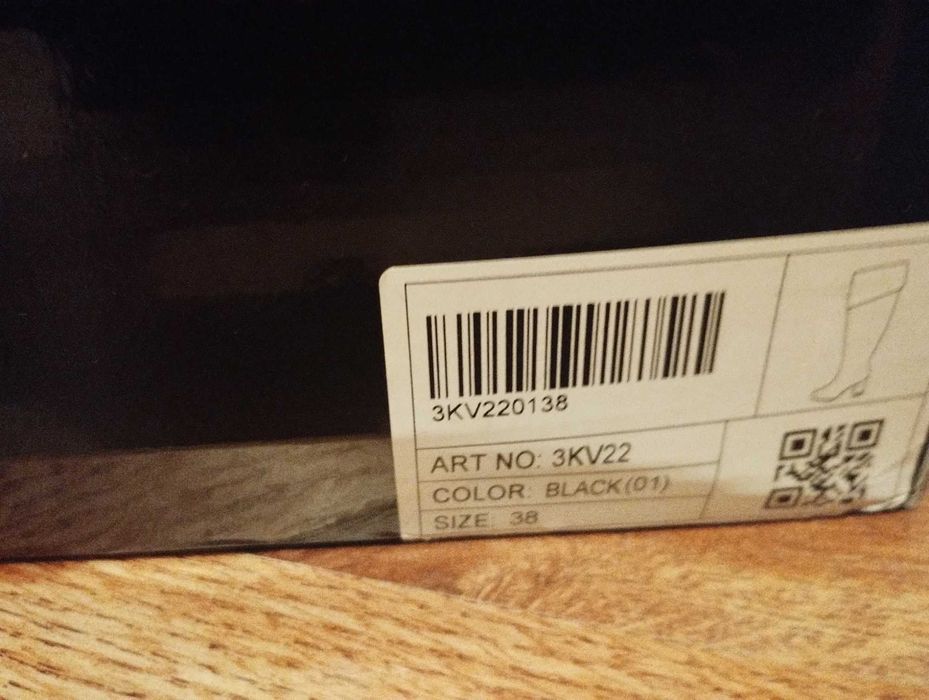 3KV220138
ART NO: 3KV22
COLOR: BLACK(01)
SIZE: 38